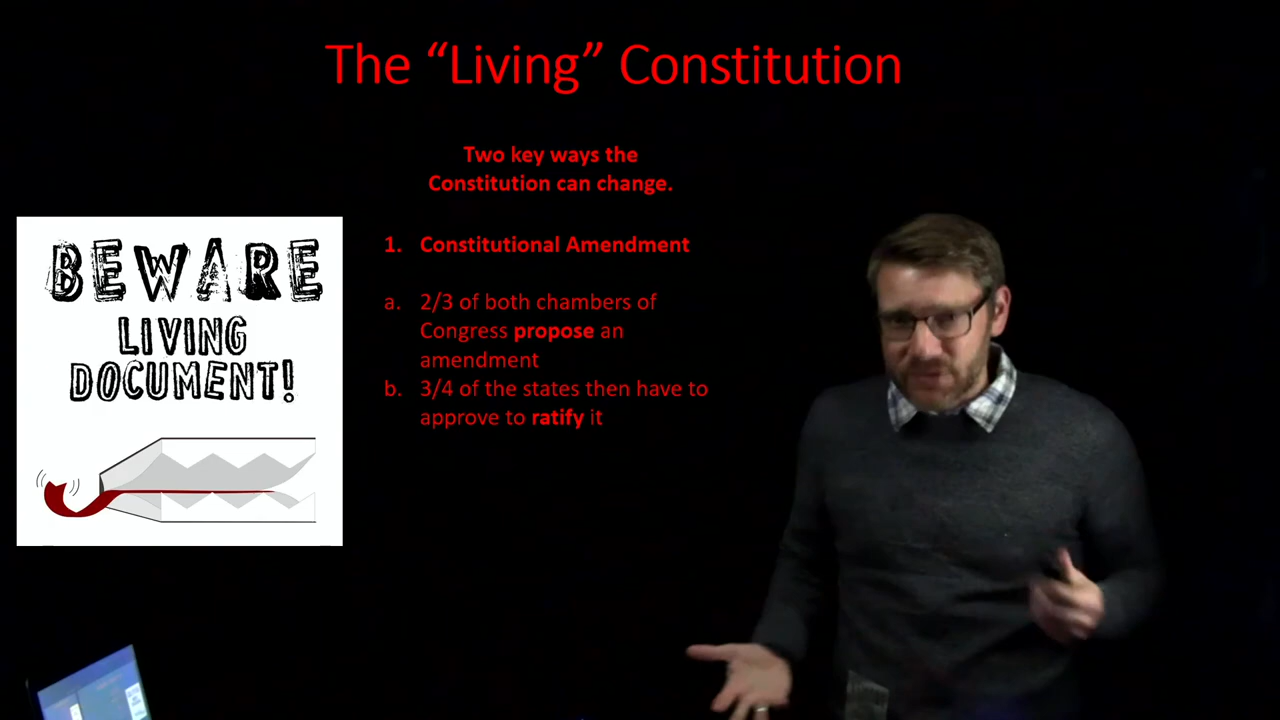 The “Living” Constitution
Two key ways the
Constitution can change.
1. Constitutional Amendment
a. 2/3 of both chambers of
Congress propose an
amendment
b. 3/4 of the states then have to
approve to ratify it
BEWARE
LIVING
DOCUMENT!